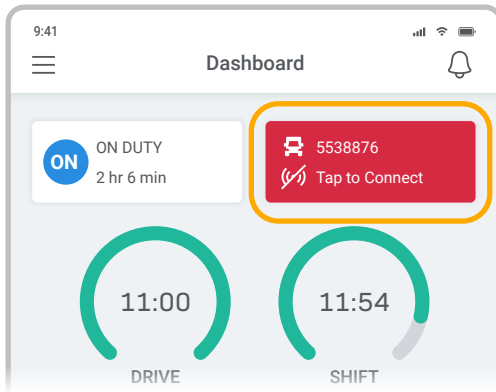 9:41
Dashboard
ON
ON DUTY
2 hr 6 min
5538876
Tap to Connect
11:00
DRIVE
11:54
SHIFT